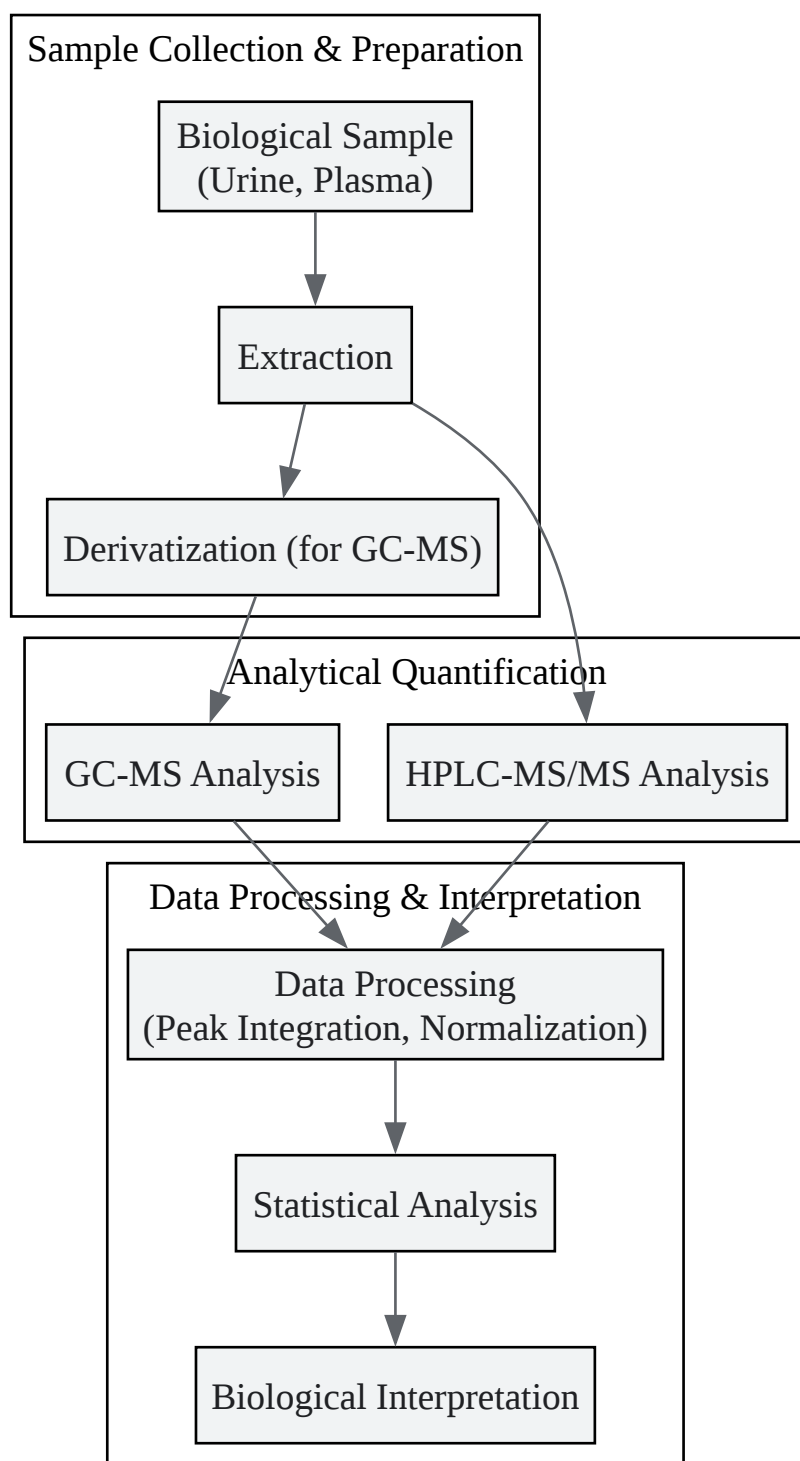 Sample Collection & Preparation
Biological Sample
(Urine, Plasma)
Extraction
Derivatization (for GC-MS)
Analytical Quantification
GC-MS Analysis
HPLC-MS/MS Analysis
Data Processing & Interpretation
Data Processing
(Peak Integration, Normalization)
Statistical Analysis
Biological Interpretation